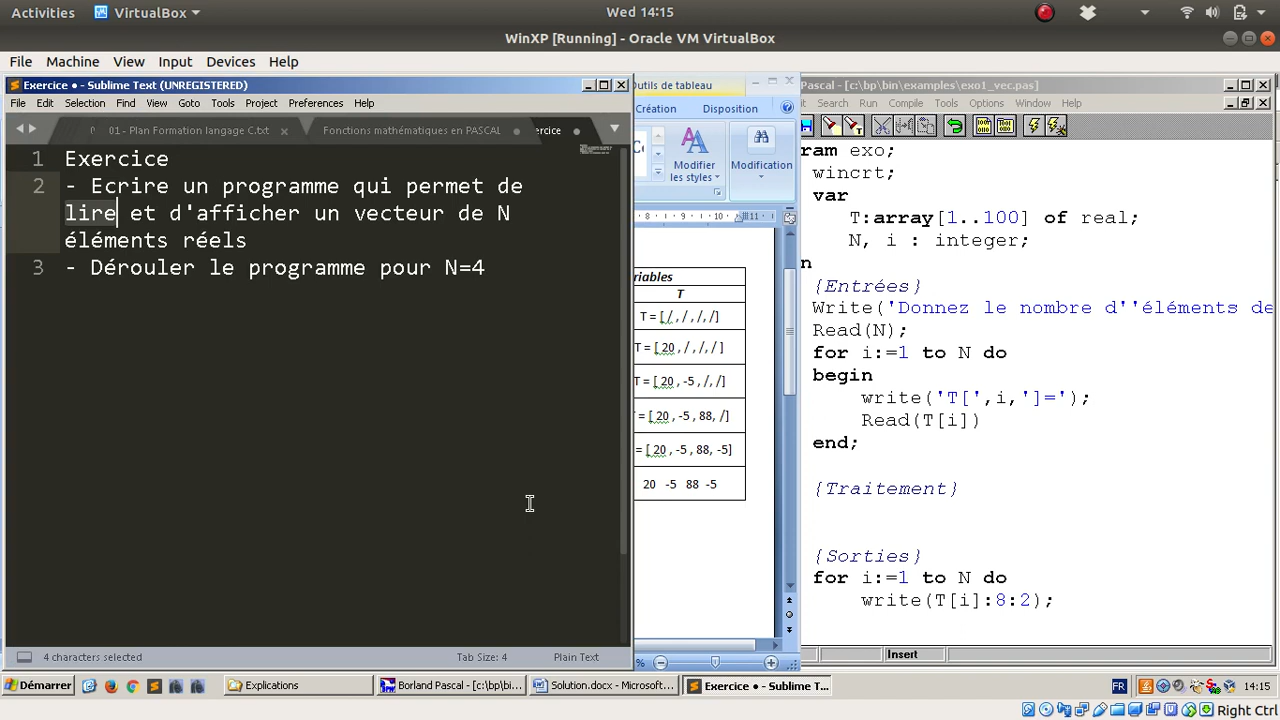 Activities VirtualBox Wed 14:15
WinXP [Running] - Oracle VM VirtualBox
File Machine View Input Devices Help
Exercice • - Sublime Text (UNREGISTERED)
File Edit Selection Find View Goto Tools Project Preferences Help
01 - Plan Formation langage C.txt Fonctions mathématiques en PASCAL ercice
1 Exercice
2 - Ecrire un programme qui permet de
lire et d'afficher un vecteur de N
éléments réels
3 - Dérouler le programme pour N=4
4 characters selected Tab Size: 4 Plain Text
utils de tableau
Création Disposition
Modifier les styles
Modification
8 9 10 11
riables
T
T = [ / , / , /, /]
T = [ 20 , / , / , / ]
T = [ 20 , -5 , /, /]
= [ 20 , -5 , 88, /]
= [ 20 , -5 , 88, -5]
20 -5 88 -5
%
Pascal - [c:\bp\bin\examples\exo1_vec.pas]
Search Run Compile Tools Options Window Help
ram exo;
wincrt;
var
T:array[1..100] of real;
N, i : integer;
n
{Entrées}
Write('Donnez le nombre d''éléments de
Read(N);
for i:=1 to N do
begin
write('T[',i,']=');
Read(T[i])
end;
{Traitement}
{Sorties}
for i:=1 to N do
write(T[i]:8:2);
Insert
Démarrer Explications Borland Pascal - [c:\bp\bi... Solution.docx - Microsoft... Exercice • - Sublime T... FR 14:15
Right Ctrl